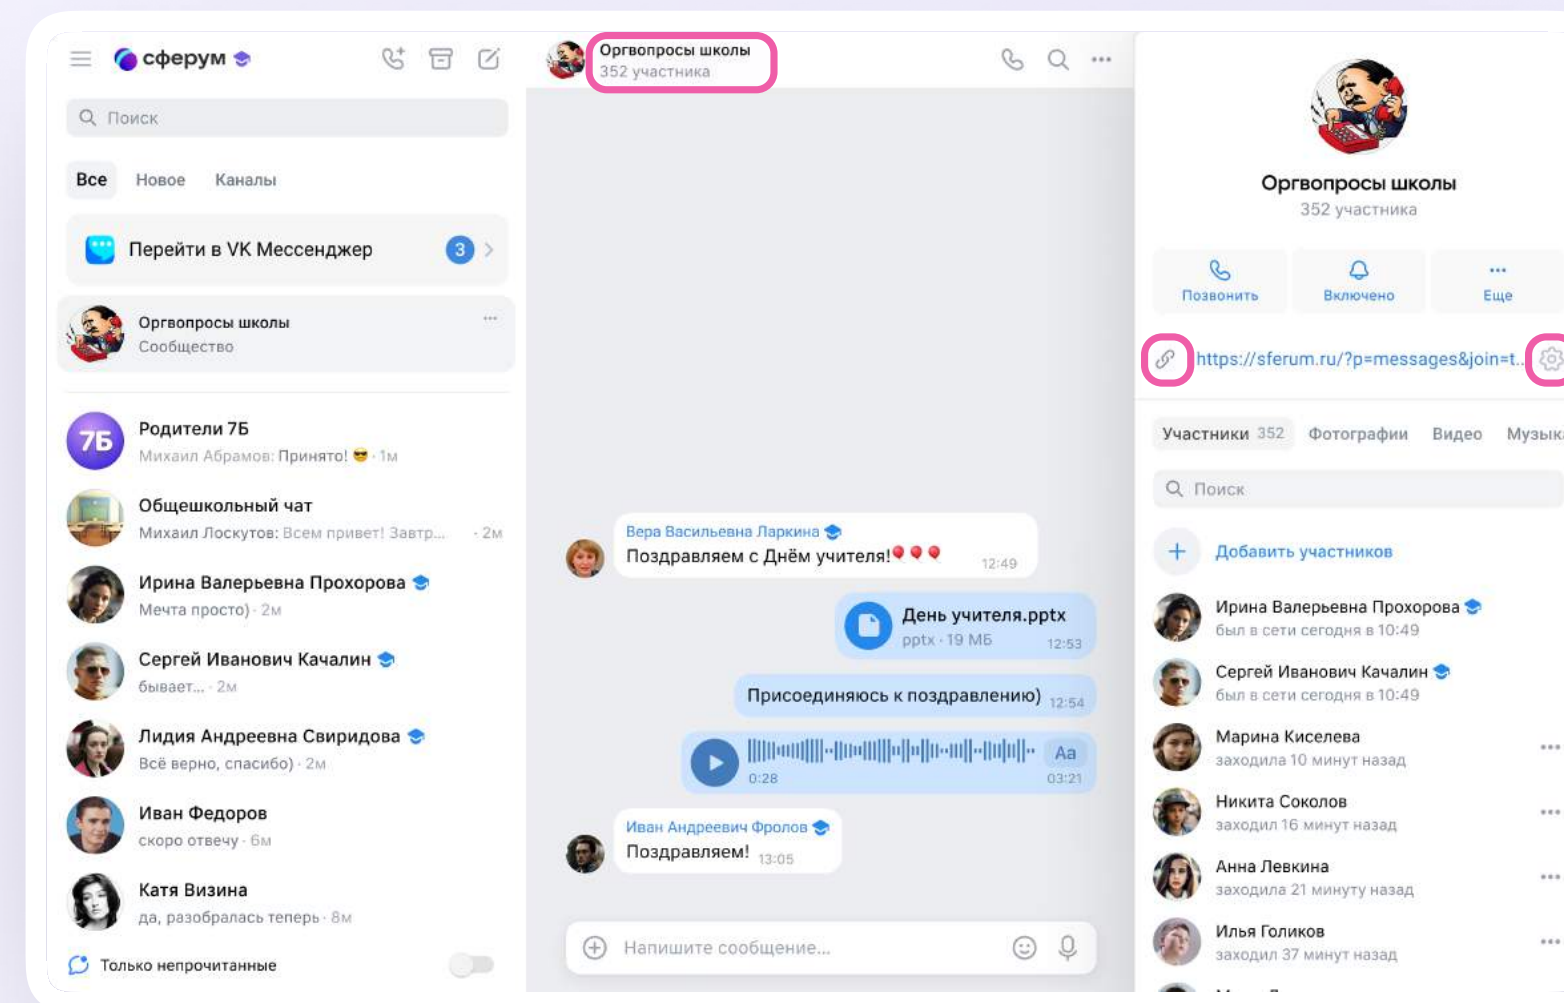 сферум
Поиск
Все Новое Каналы
Перейти в VK Мессенджер 3
Оргвопросы школы
Сообщество
7Б
Родители 7Б
Михаил Абрамов: Принято! 😎 · 1м
Общешкольный чат
Михаил Лоскутов: Всем привет! Завтр... · 2м
Ирина Валерьевна Прохорова
Мечта просто) · 2м
Сергей Иванович Качалин
бывает... · 2м
Лидия Андреевна Свиридова
Всё верно, спасибо) · 2м
Иван Федоров
скоро отвечу · 6м
Катя Визина
да, разобралась теперь · 8м
Только непрочитанные
Оргвопросы школы
352 участника
Вера Васильевна Ларкина
Поздравляем с Днём учителя!🎈🎈🎈 12:49
День учителя.pptx
pptx · 19 МБ 12:53
Присоединяюсь к поздравлению) 12:54
Аа
0:28 03:21
Иван Андреевич Фролов
Поздравляем! 13:05
Напишите сообщение...
Оргвопросы школы
352 участника
Позвонить Включено Еще
https://sferum.ru/?p=messages&join=t...
Участники 352 Фотографии Видео Музык
Поиск
Добавить участников
Ирина Валерьевна Прохорова
был в сети сегодня в 10:49
Сергей Иванович Качалин
был в сети сегодня в 10:49
Марина Киселева
заходила 10 минут назад
Никита Соколов
заходил 16 минут назад
Анна Левкина
заходила 21 минуту назад
Илья Голиков
заходил 37 минут назад